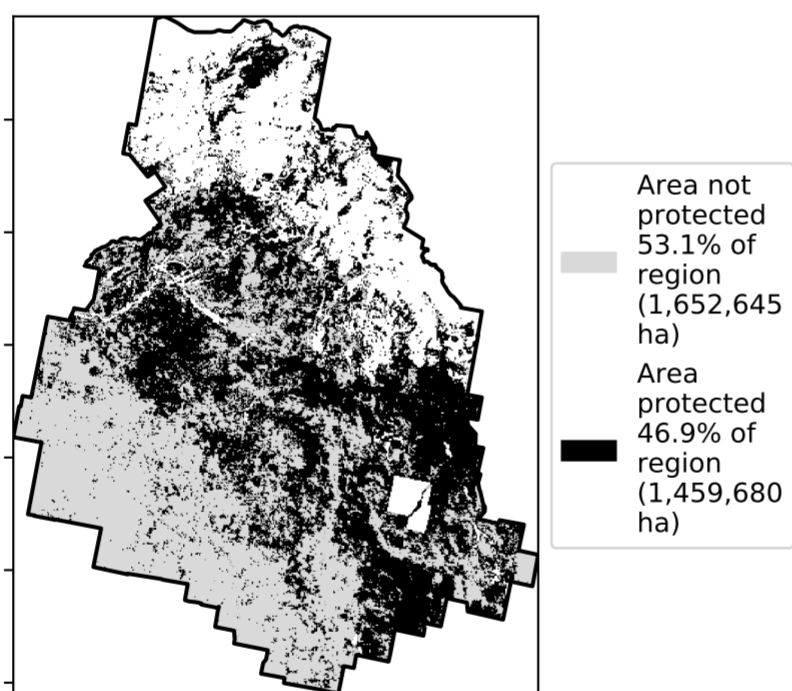 Area not
protected
53.1% of
region
(1,652,645
ha)
Area
protected
46.9% of
region
(1,459,680
ha)